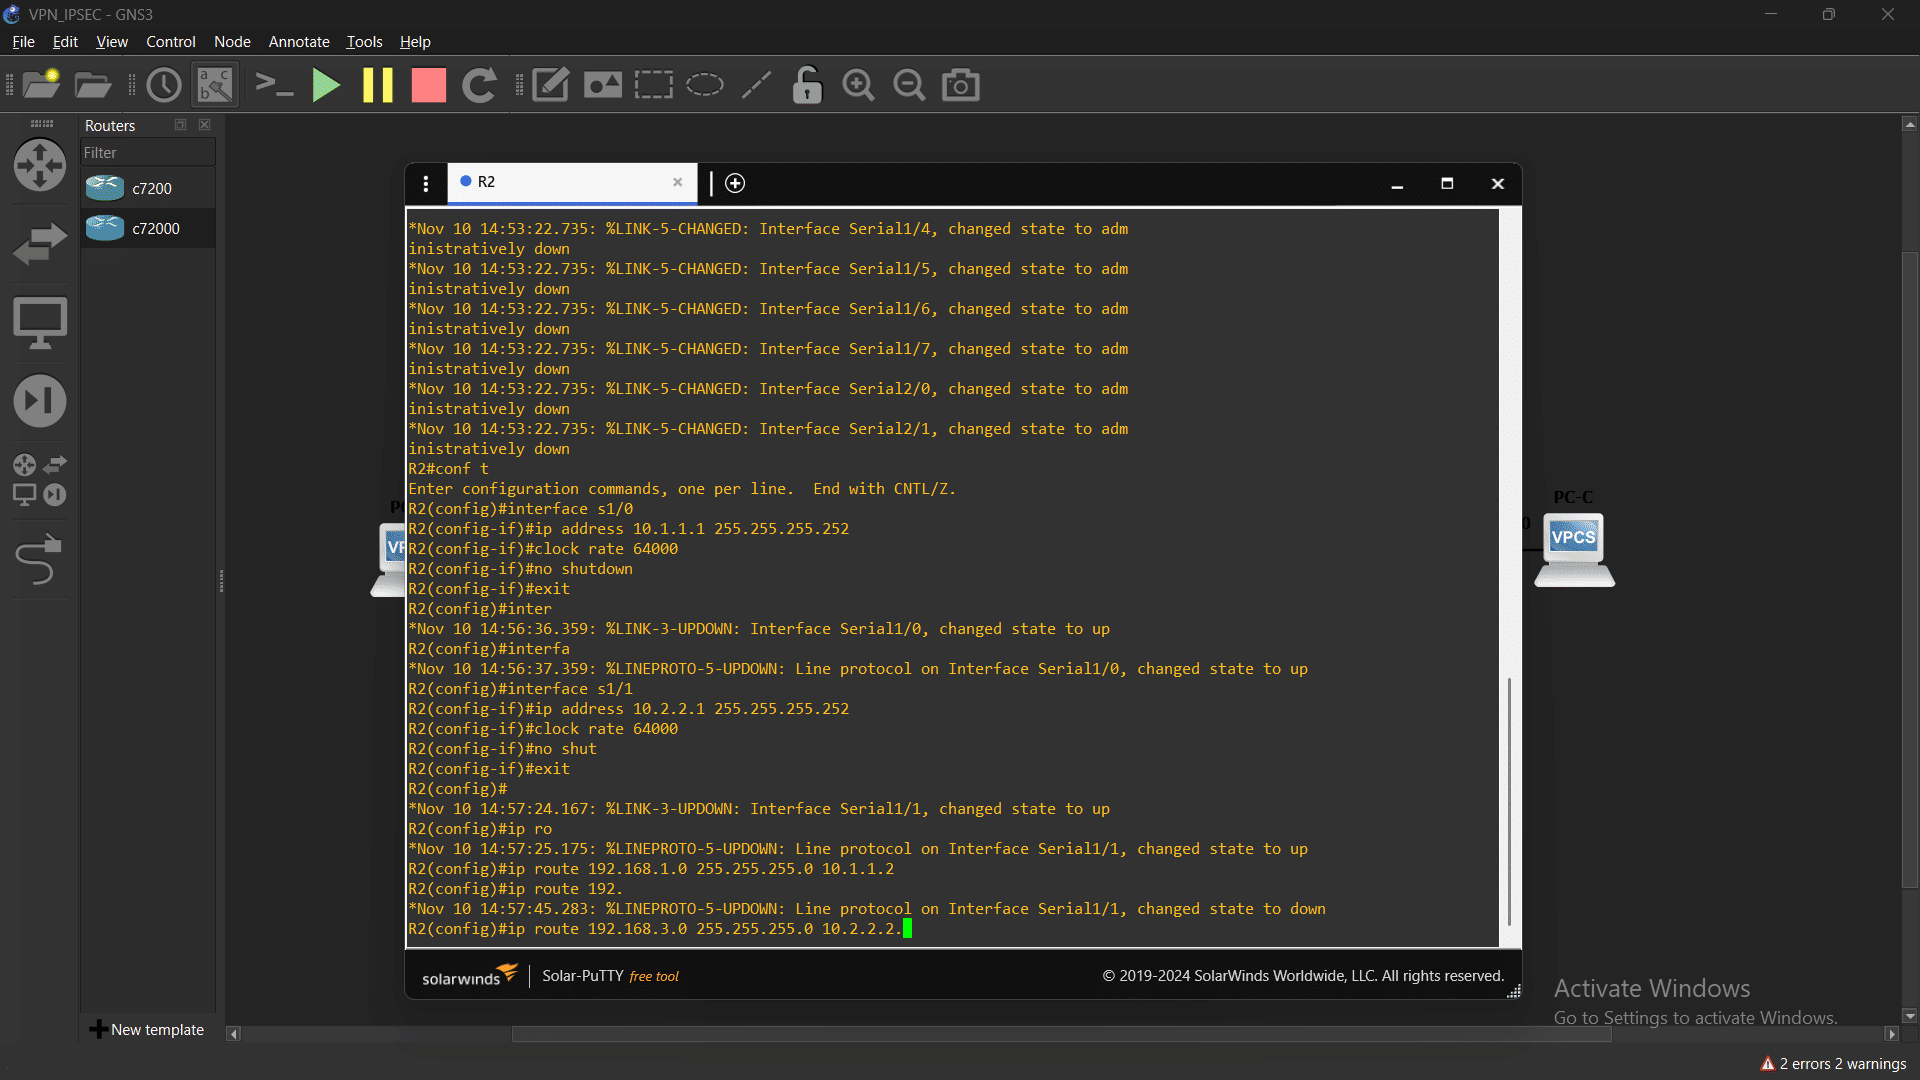 VPN_IPSEC - GNS3
File Edit View Control Node Annotate Tools Help
Routers
Filter
c7200
c72000
R2
*Nov 10 14:53:22.735: %LINK-5-CHANGED: Interface Serial1/4, changed state to adm
inistratively down
*Nov 10 14:53:22.735: %LINK-5-CHANGED: Interface Serial1/5, changed state to adm
inistratively down
*Nov 10 14:53:22.735: %LINK-5-CHANGED: Interface Serial1/6, changed state to adm
inistratively down
*Nov 10 14:53:22.735: %LINK-5-CHANGED: Interface Serial1/7, changed state to adm
inistratively down
*Nov 10 14:53:22.735: %LINK-5-CHANGED: Interface Serial2/0, changed state to adm
inistratively down
*Nov 10 14:53:22.735: %LINK-5-CHANGED: Interface Serial2/1, changed state to adm
inistratively down
R2#conf t
Enter configuration commands, one per line.  End with CNTL/Z.
R2(config)#interface s1/0
R2(config-if)#ip address 10.1.1.1 255.255.255.252
R2(config-if)#clock rate 64000
R2(config-if)#no shutdown
R2(config-if)#exit
R2(config)#inter
*Nov 10 14:56:36.359: %LINK-3-UPDOWN: Interface Serial1/0, changed state to up
R2(config)#interfa
*Nov 10 14:56:37.359: %LINEPROTO-5-UPDOWN: Line protocol on Interface Serial1/0, changed state to up
R2(config)#interface s1/1
R2(config-if)#ip address 10.2.2.1 255.255.255.252
R2(config-if)#clock rate 64000
R2(config-if)#no shut
R2(config-if)#exit
R2(config)#
*Nov 10 14:57:24.167: %LINK-3-UPDOWN: Interface Serial1/1, changed state to up
R2(config)#ip ro
*Nov 10 14:57:25.175: %LINEPROTO-5-UPDOWN: Line protocol on Interface Serial1/1, changed state to up
R2(config)#ip route 192.168.1.0 255.255.255.0 10.1.1.2
R2(config)#ip route 192.
*Nov 10 14:57:45.283: %LINEPROTO-5-UPDOWN: Line protocol on Interface Serial1/1, changed state to down
R2(config)#ip route 192.168.3.0 255.255.255.0 10.2.2.2.
solarwinds Solar-PuTTY free tool © 2019-2024 SolarWinds Worldwide, LLC. All rights reserved.
PC-C
VPCS
Activate Windows
Go to Settings to activate Windows.
New template
2 errors 2 warnings